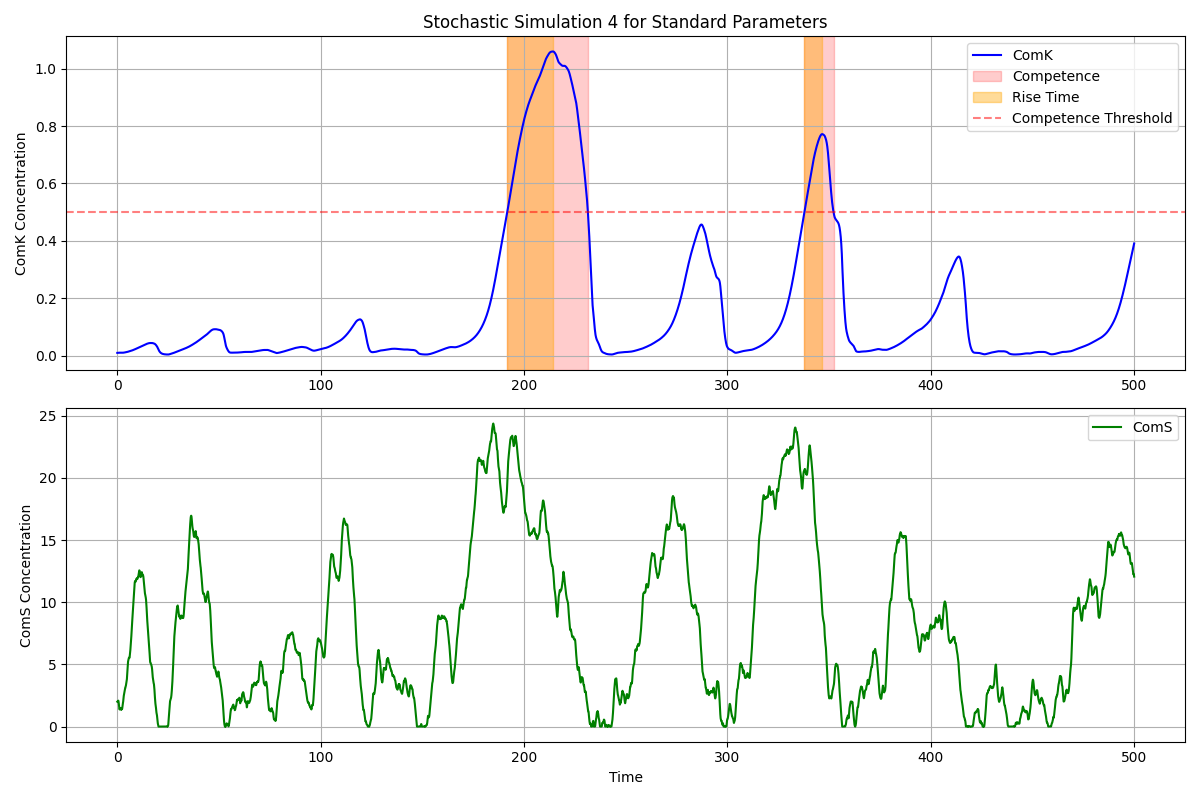 Stochastic Simulation 4 for Standard Parameters
ComK Concentration
1.0
0.8
0.6
0.4
0.2
0.0
ComK
Competence
Rise Time
Competence Threshold
0 100 200 300 400 500
ComS Concentration
25
20
15
10
5
0
ComS
0 100 200 300 400 500
Time